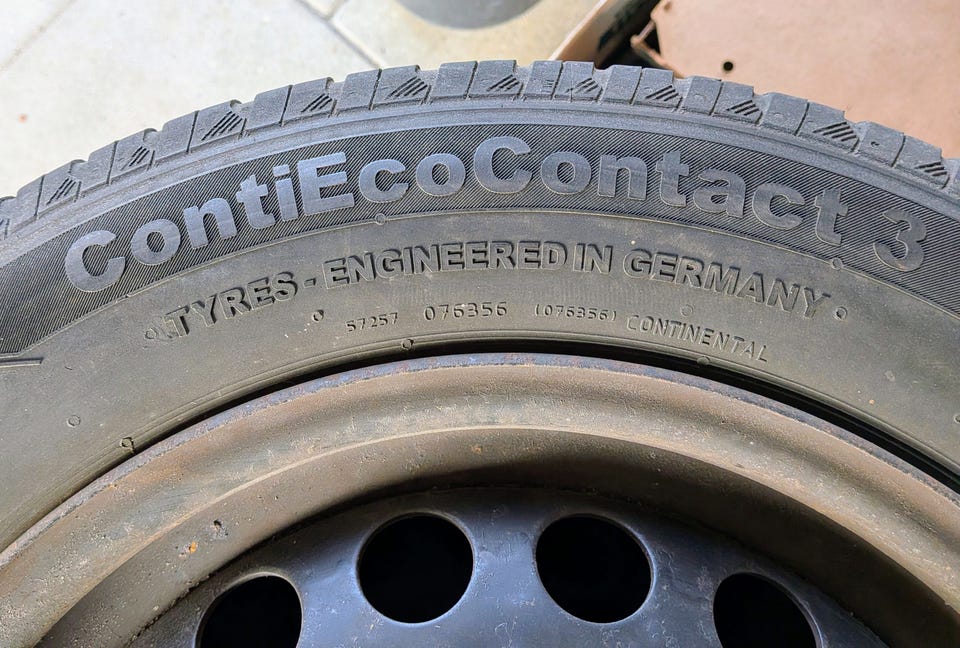 ContiEcoContact 3
TYRES - ENGINEERED IN GERMANY
57257 076356 (076356) CONTINENTAL